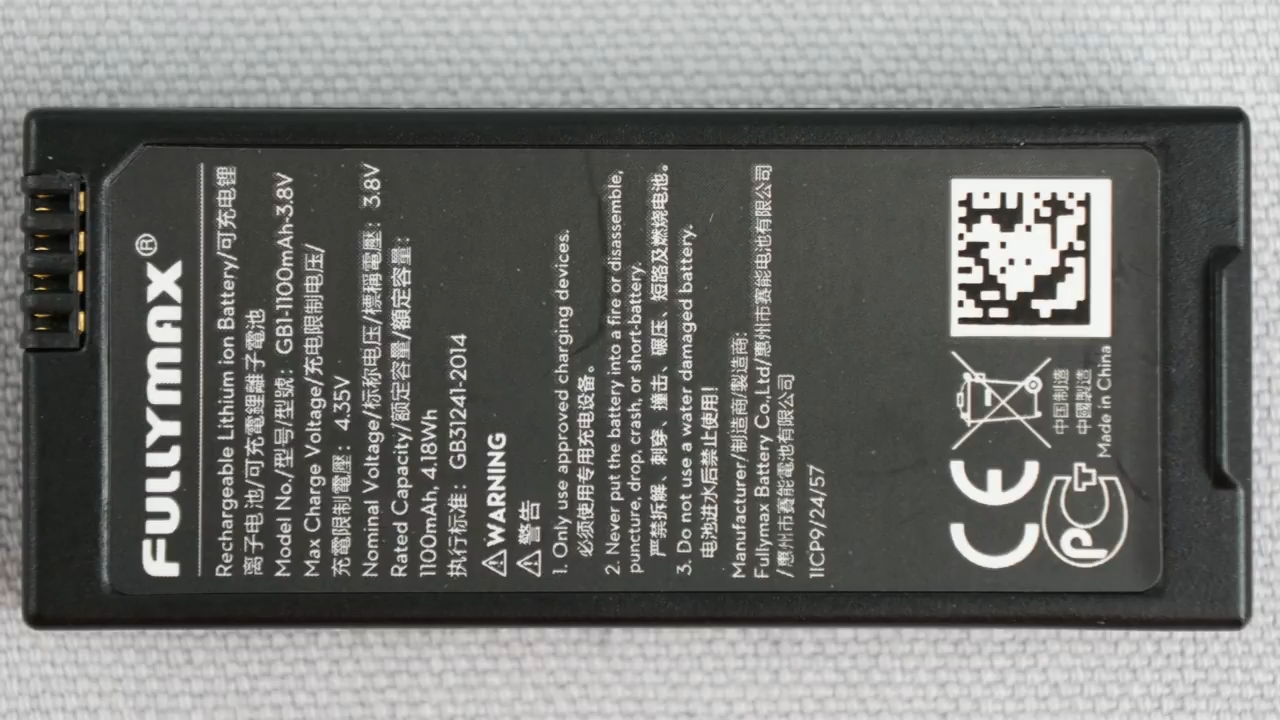 FULLYMAX®
Rechargeable Lithium ion Battery/可充电锂
离子电池/可充電鋰離子電池
Model No./型号/型號：GB1-1100mAh-3.8V
Max Charge Voltage/充电限制电压/
充電限制電壓：4.35V
Nominal Voltage/标称电压/標稱電壓：3.8V
Rated Capacity/额定容量/額定容量：
1100mAh, 4.18Wh
执行标准：GB31241-2014
⚠WARNING
⚠警告
1. Only use approved charging devices.
必须使用专用充电设备。
2. Never put the battery into a fire or disassemble,
puncture, drop, crash, or short-battery.
严禁拆解、刺穿、撞击、碾压、短路及燃烧电池。
3. Do not use a water damaged battery.
电池进水后禁止使用！
Manufacturer/制造商/製造商:
Fullymax Battery Co.,Ltd/惠州市赛能电池有限公司
/惠州市賽能電池有限公司
1ICP9/24/57
CE
PCT
中国制造
中國製造
Made in China